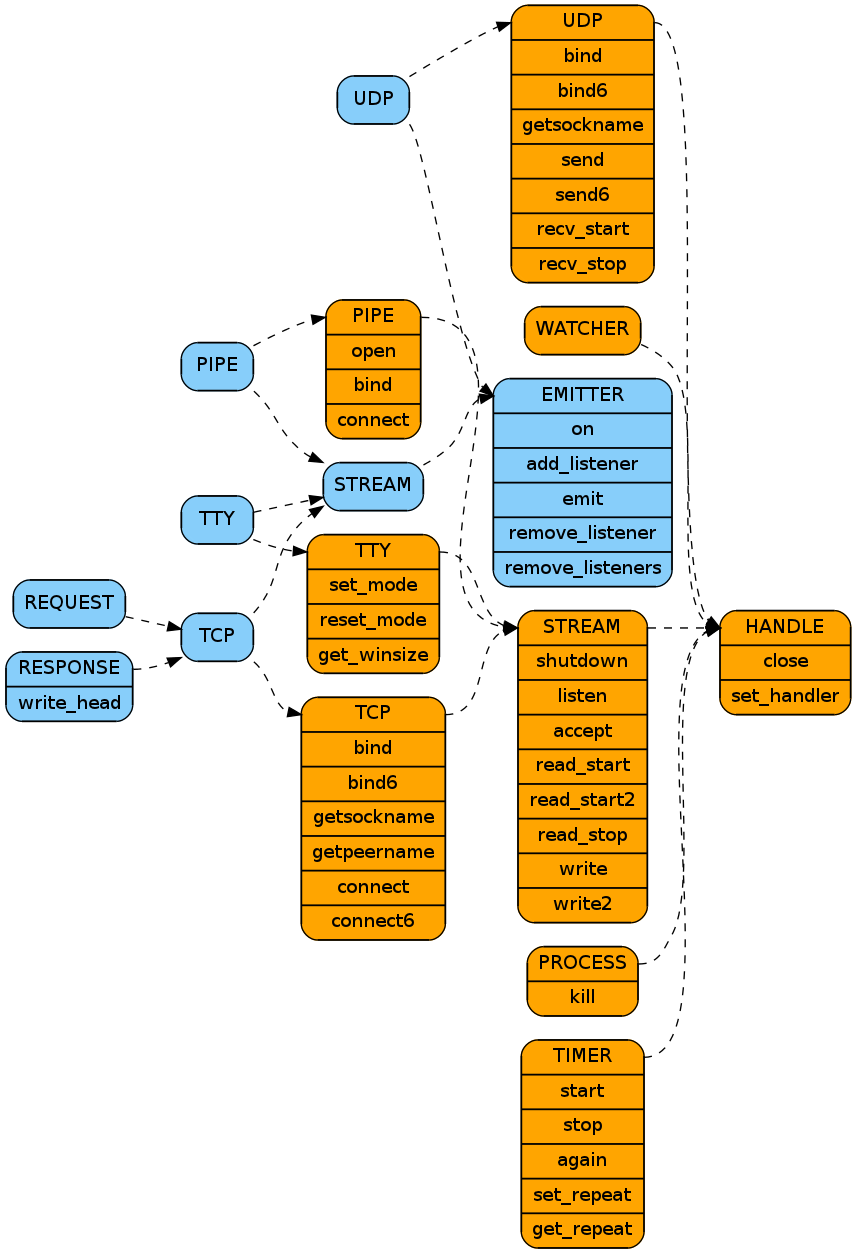 UDP
bind
bind6
getsockname
send
send6
recv_start
recv_stop
UDP
WATCHER
PIPE
open
bind
connect
PIPE
EMITTER
on
add_listener
emit
remove_listener
remove_listeners
STREAM
TTY
TTY
set_mode
reset_mode
get_winsize
REQUEST
TCP
RESPONSE
write_head
STREAM
shutdown
listen
accept
read_start
read_start2
read_stop
write
write2
HANDLE
close
set_handler
TCP
bind
bind6
getsockname
getpeername
connect
connect6
PROCESS
kill
TIMER
start
stop
again
set_repeat
get_repeat